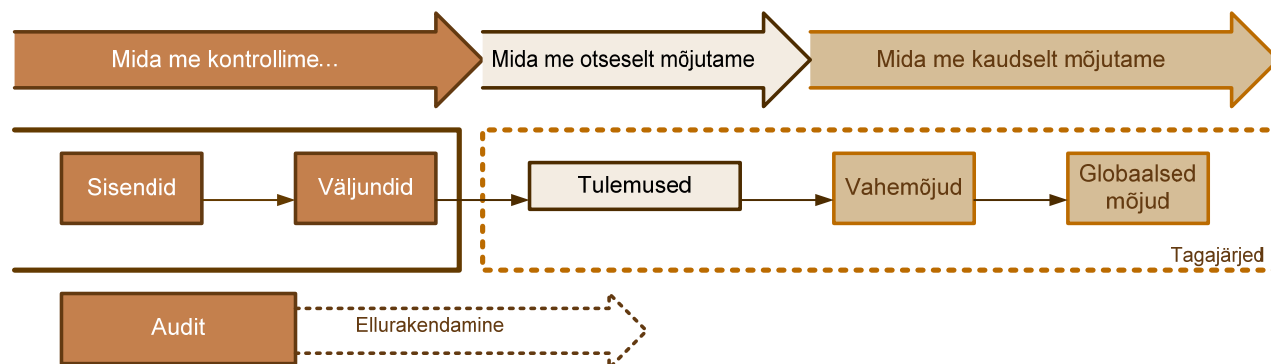 Mida me kontrollime...
Mida me otseselt mõjutame
Mida me kaudselt mõjutame
Sisendid
Väljundid
Tulemused
Vahemõjud
Globaalsed
mõjud
Tagajärjed
Audit
Ellurakendamine